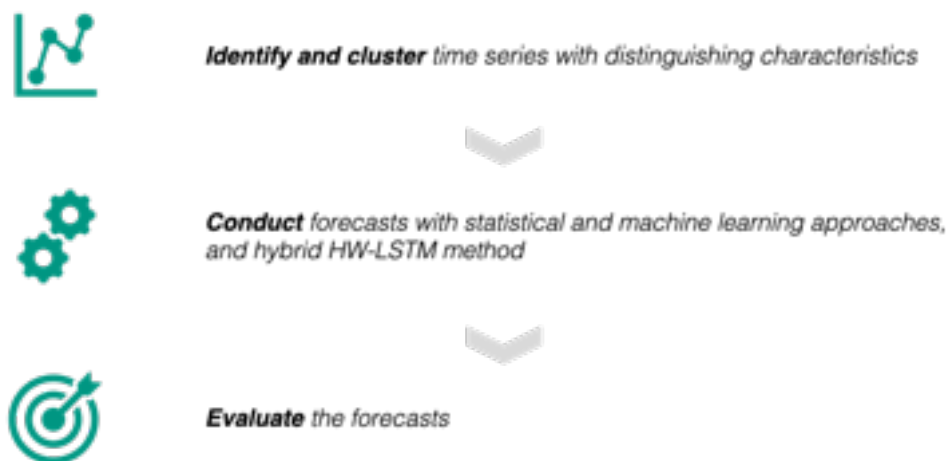 Identify and cluster time series with distinguishing characteristics
Conduct forecasts with statistical and machine learning approaches,
and hybrid HW-LSTM method
Evaluate the forecasts